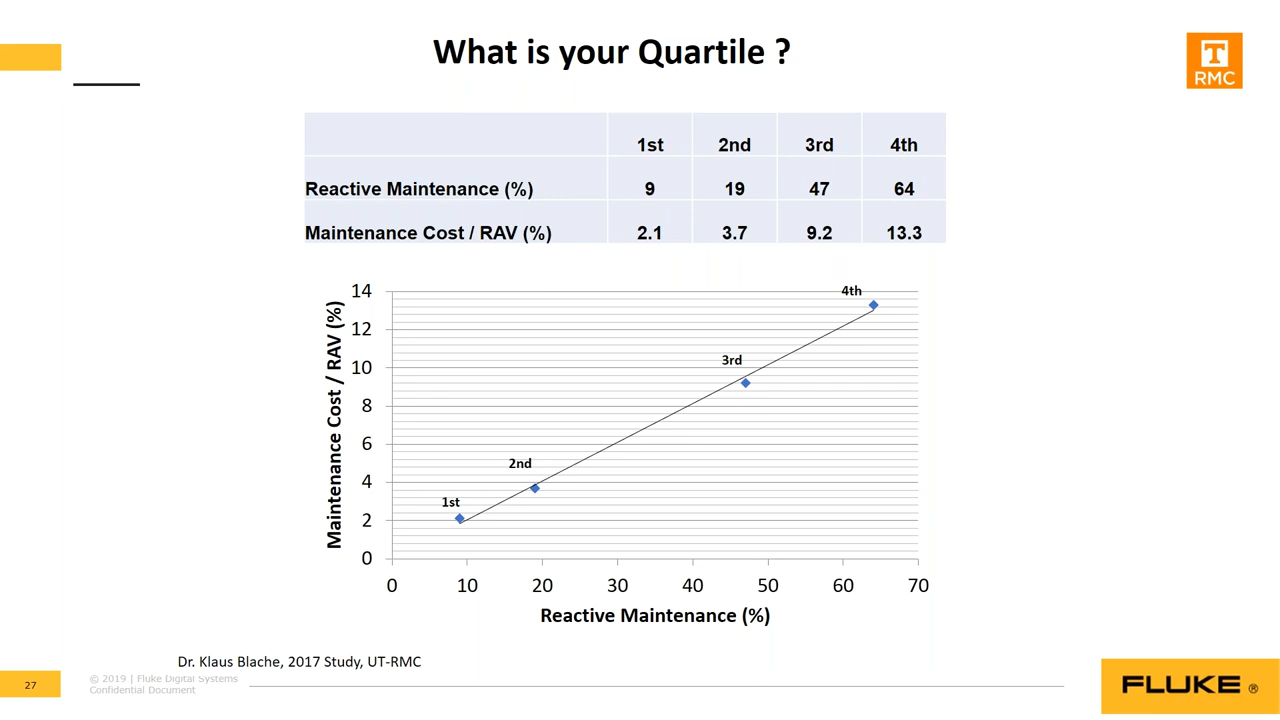 What is your Quartile ?
T
RMC
1st 2nd 3rd 4th
Reactive Maintenance (%) 9 19 47 64
Maintenance Cost / RAV (%) 2.1 3.7 9.2 13.3
Maintenance Cost / RAV (%)
14
12
10
8
6
4
2
0
4th
3rd
2nd
1st
0 10 20 30 40 50 60 70
Reactive Maintenance (%)
Dr. Klaus Blache, 2017 Study, UT-RMC
27
© 2019 | Fluke Digital Systems
Confidential Document
FLUKE ®